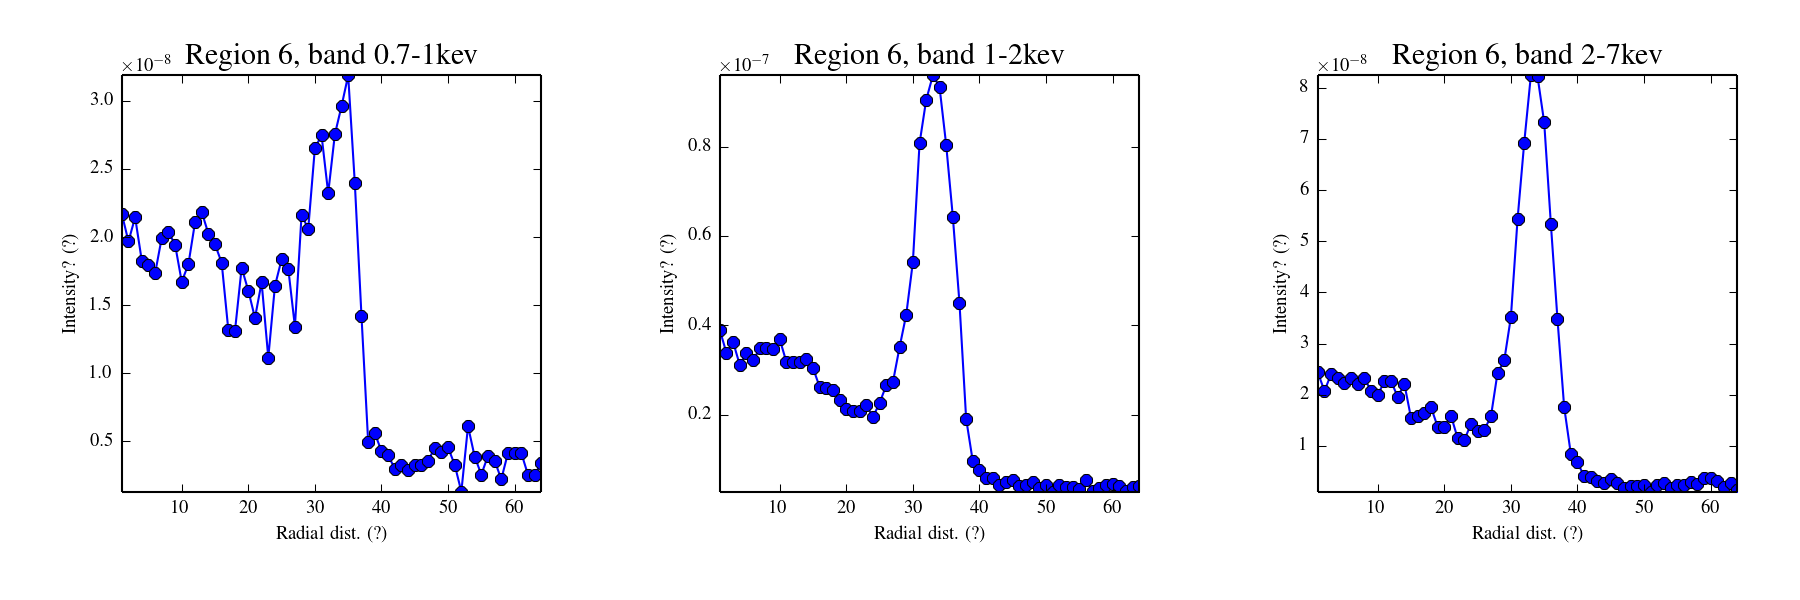 Region 6, band 0.7-1kev
×10⁻⁸
3.0
2.5
2.0
1.5
1.0
0.5
Intensity? (?)
10 20 30 40 50 60
Radial dist. (?)
Region 6, band 1-2kev
×10⁻⁷
0.8
0.6
0.4
0.2
Intensity? (?)
10 20 30 40 50 60
Radial dist. (?)
Region 6, band 2-7kev
×10⁻⁸
8
7
6
5
4
3
2
1
Intensity? (?)
10 20 30 40 50 60
Radial dist. (?)